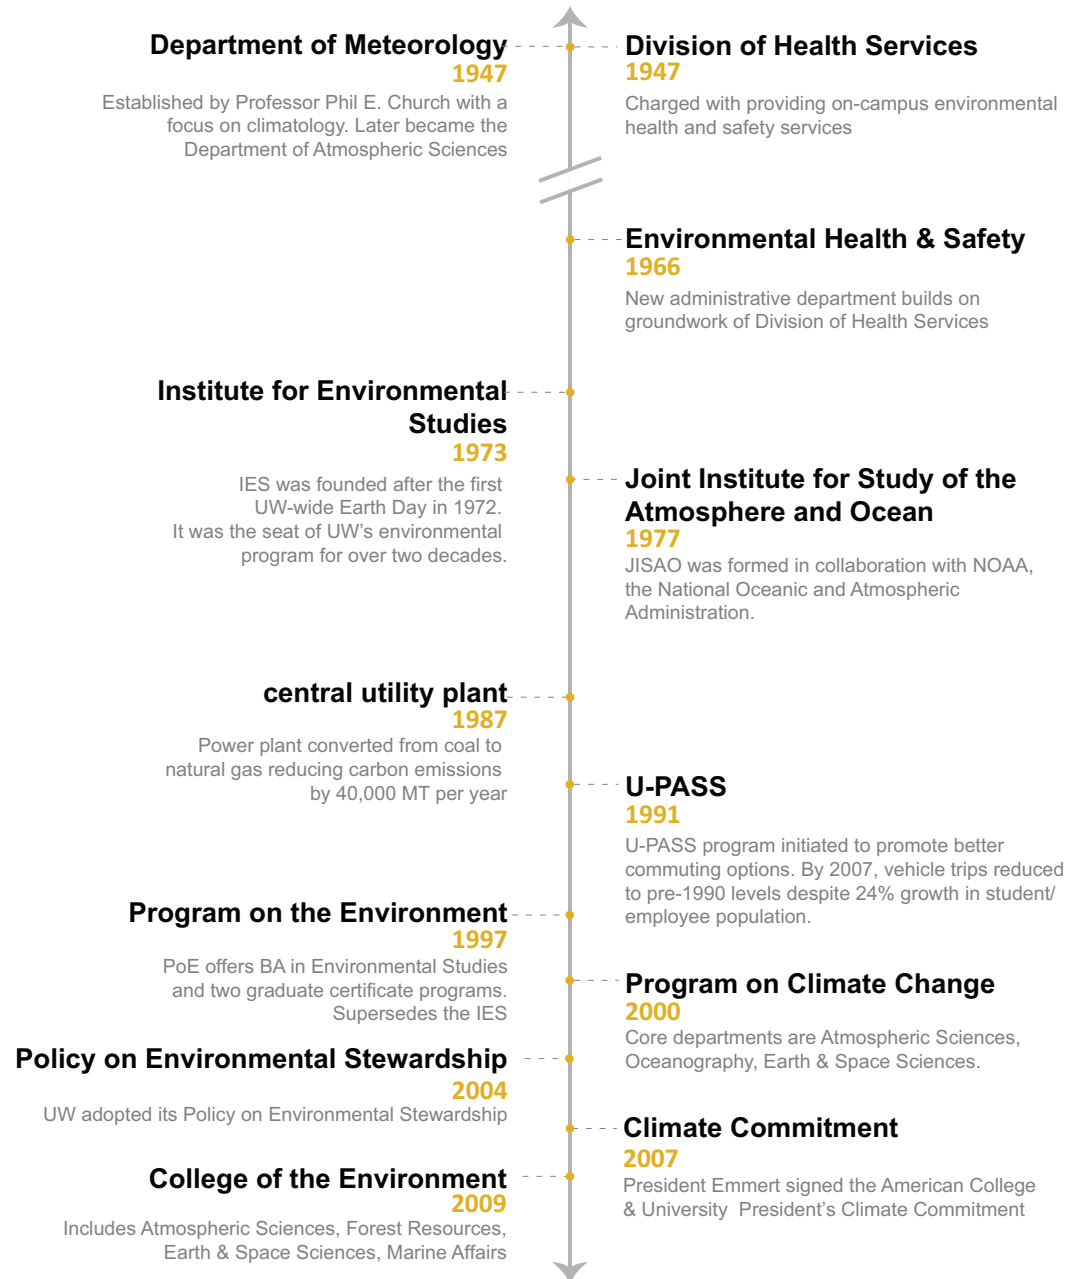 Department of Meteorology
1947
Established by Professor Phil E. Church with a
focus on climatology. Later became the
Department of Atmospheric Sciences
Division of Health Services
1947
Charged with providing on-campus environmental
health and safety services
Environmental Health & Safety
1966
New administrative department builds on
groundwork of Division of Health Services
Institute for Environmental
Studies
1973
IES was founded after the first
UW-wide Earth Day in 1972.
It was the seat of UW's environmental
program for over two decades.
Joint Institute for Study of the
Atmosphere and Ocean
1977
JISAO was formed in collaboration with NOAA,
the National Oceanic and Atmospheric
Administration.
central utility plant
1987
Power plant converted from coal to
natural gas reducing carbon emissions
by 40,000 MT per year
U-PASS
1991
U-PASS program initiated to promote better
commuting options. By 2007, vehicle trips reduced
to pre-1990 levels despite 24% growth in student/
employee population.
Program on the Environment
1997
PoE offers BA in Environmental Studies
and two graduate certificate programs.
Supersedes the IES
Program on Climate Change
2000
Core departments are Atmospheric Sciences,
Oceanography, Earth & Space Sciences.
Policy on Environmental Stewardship
2004
UW adopted its Policy on Environmental Stewardship
Climate Commitment
2007
President Emmert signed the American College
& University President's Climate Commitment
College of the Environment
2009
Includes Atmospheric Sciences, Forest Resources,
Earth & Space Sciences, Marine Affairs